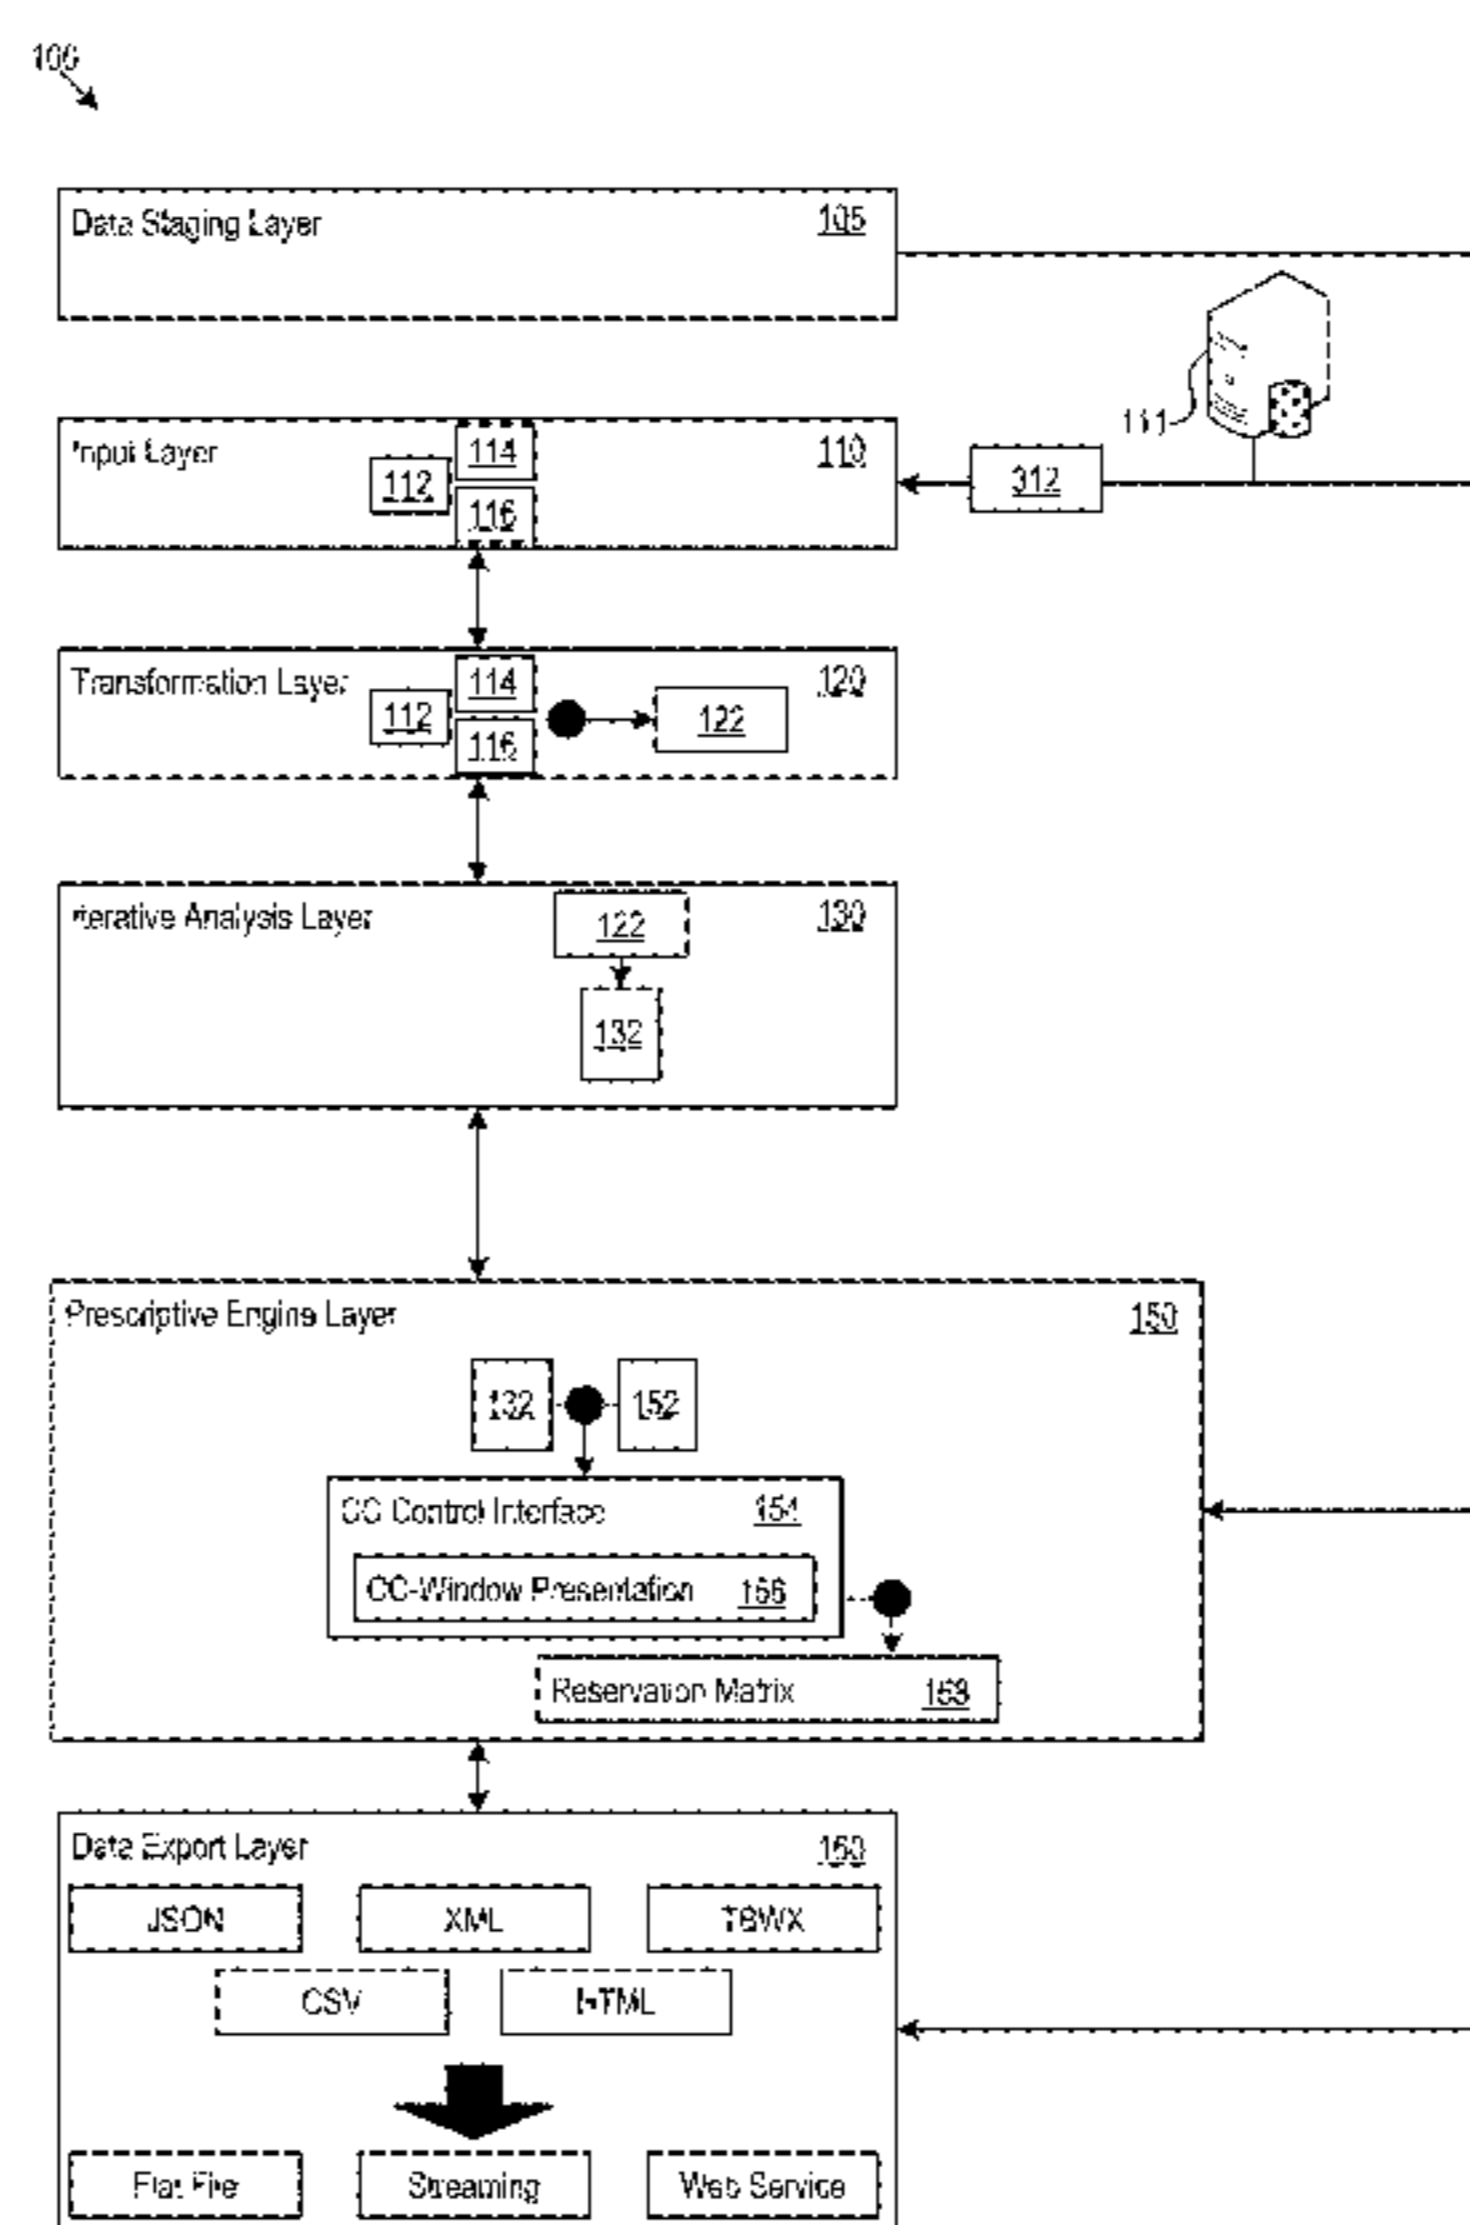 100
Data Staging Layer 105
111
Input Layer 112 114 116 110
312
Transformation Layer 112 114 116 122 120
Iterative Analysis Layer 122 130
132
Prescriptive Engine Layer 150
132 152
CC Control Interface 154
CC-Window Presentation 156
Reservation Matrix 158
Data Export Layer 160
JSON XML TBWX
CSV HTML
Flat File Streaming Web Service